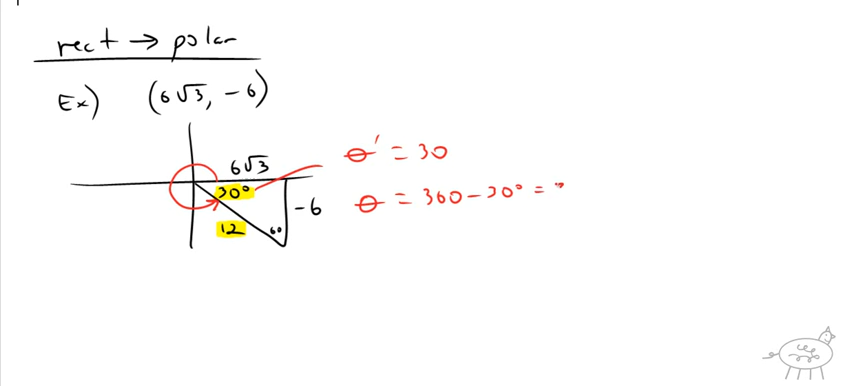 rect → polar
Ex) (6√3, -6)
6√3
θ' = 30
30°
-6
θ = 360 - 30° =
12
60